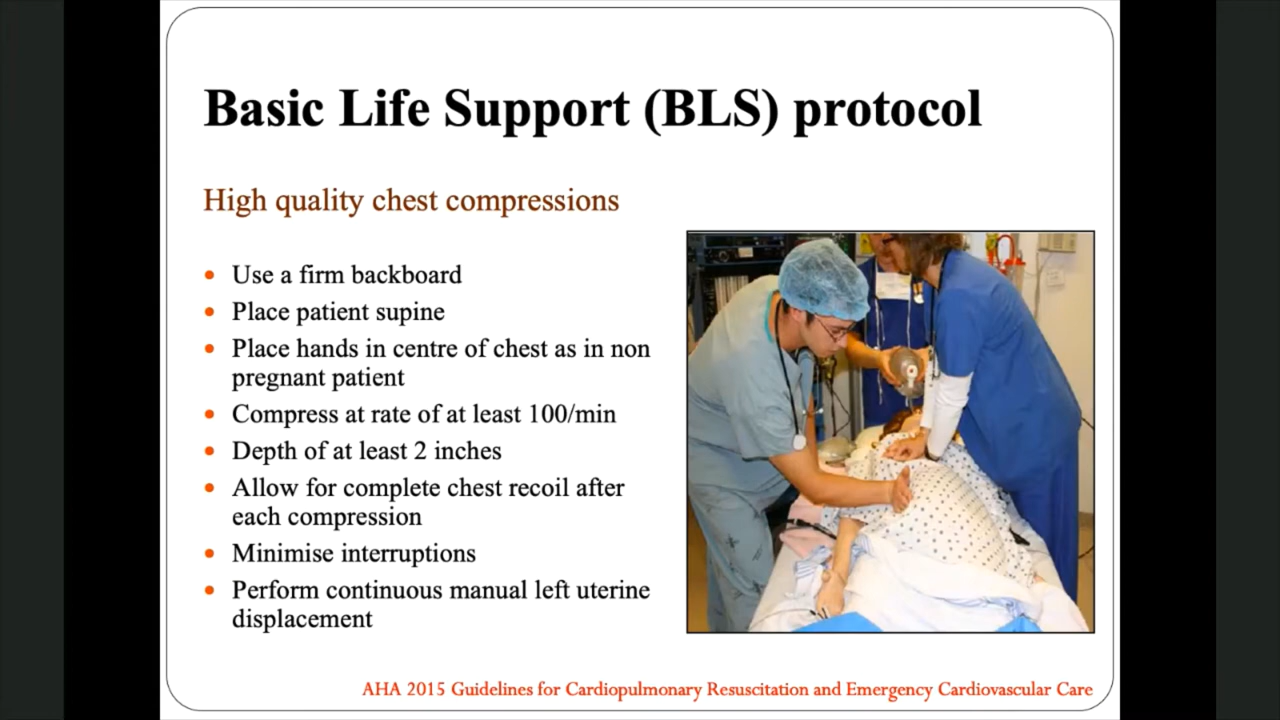 Basic Life Support (BLS) protocol
High quality chest compressions
• Use a firm backboard
• Place patient supine
• Place hands in centre of chest as in non
pregnant patient
• Compress at rate of at least 100/min
• Depth of at least 2 inches
• Allow for complete chest recoil after
each compression
• Minimise interruptions
• Perform continuous manual left uterine
displacement
AHA 2015 Guidelines for Cardiopulmonary Resuscitation and Emergency Cardiovascular Care